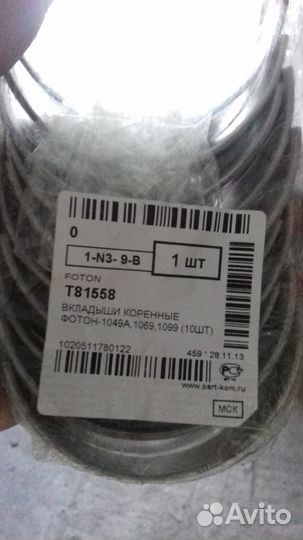 0
1-N3- 9-B
1 ШТ
FOTON
T81558
ВКЛАДЫШИ КОРЕННЫЕ
ФОТОН-1049А,1069,1099 (10ШТ)
1020511780122
459 * 28.11.13
www.part-kom.ru
МСК
Avito